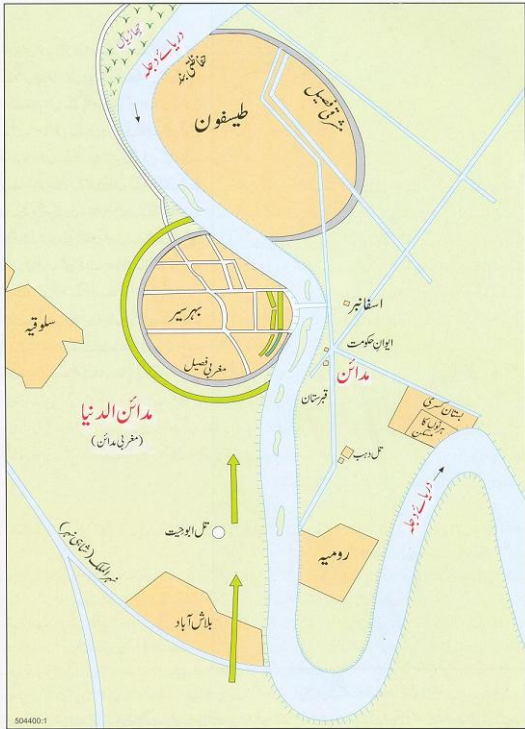 جھاڑیاں
دریائے دجلہ
حفاظتی بند
مشرقی فصیل
طیسفون
اسفانبر
بہرسیر
سلوقیہ
ایوانِ حکومت
مدائن
مغربی فصیل
قبرستان
بستان کسریٰ
ہرنوں کا
مسکن
مدائن الدنیا
(مغربی مدائن)
تل ذہب
دریائے دجلہ
نہر الملک (شاہی نہر)
تل ابوحیت
رومیہ
بلاش آباد
504400:1